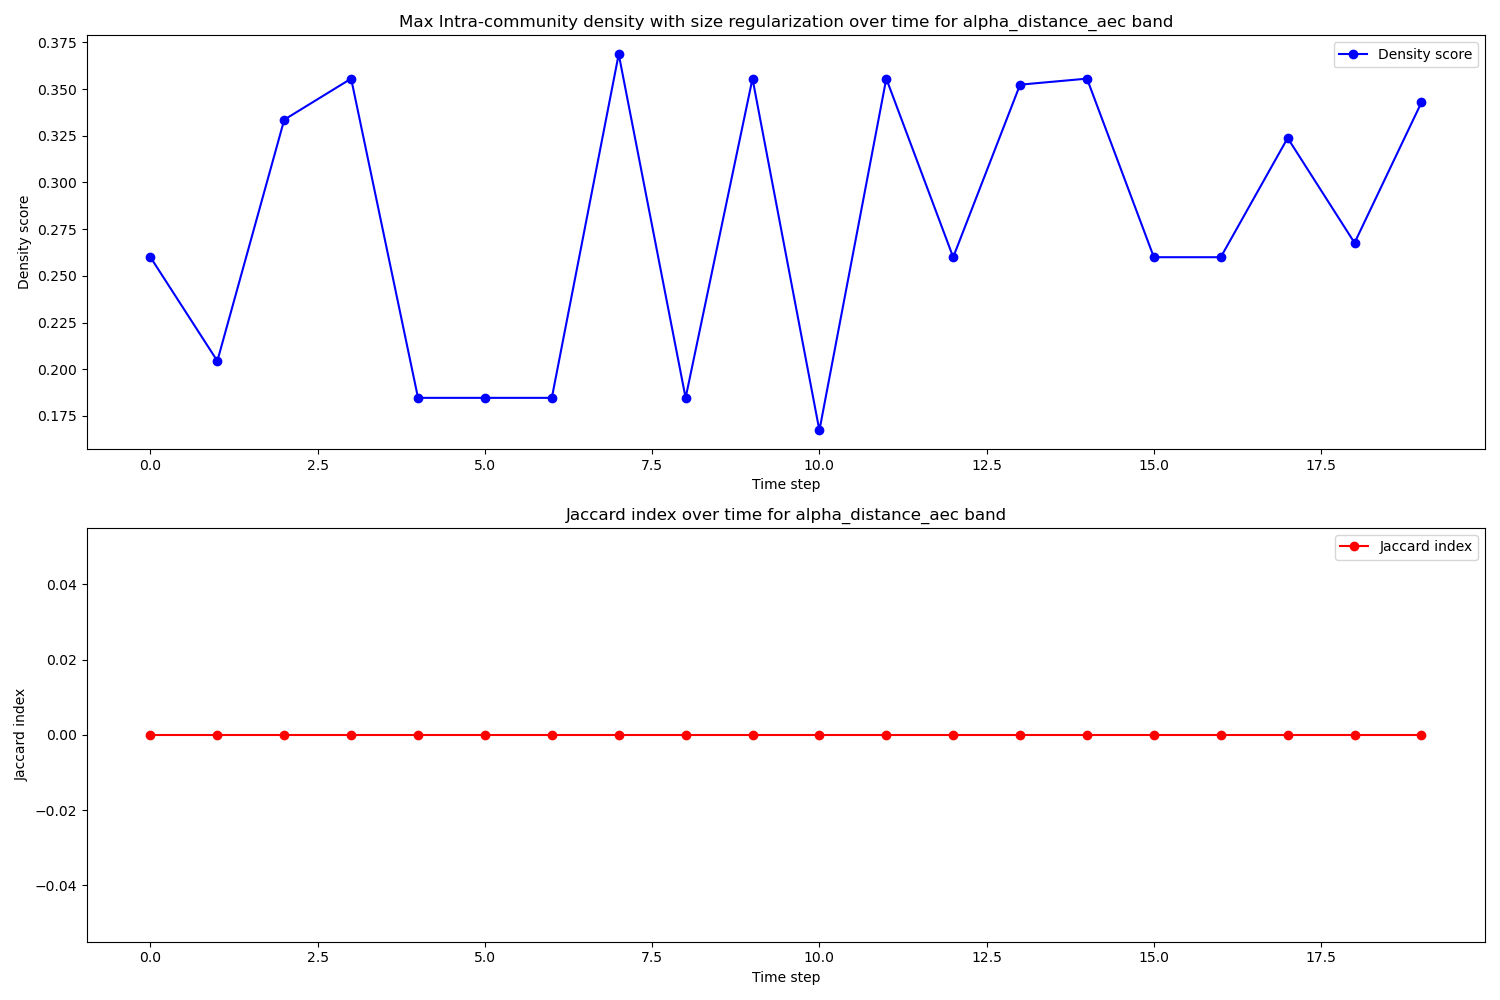 Max Intra-community density with size regularization over time for alpha_distance_aec band
Density score
0.375
0.350
0.325
0.300
0.275
0.250
0.225
0.200
0.175
Density score
0.0 2.5 5.0 7.5 10.0 12.5 15.0 17.5
Time step
Jaccard index over time for alpha_distance_aec band
Jaccard index
0.04
0.02
0.00
−0.02
−0.04
Jaccard index
0.0 2.5 5.0 7.5 10.0 12.5 15.0 17.5
Time step